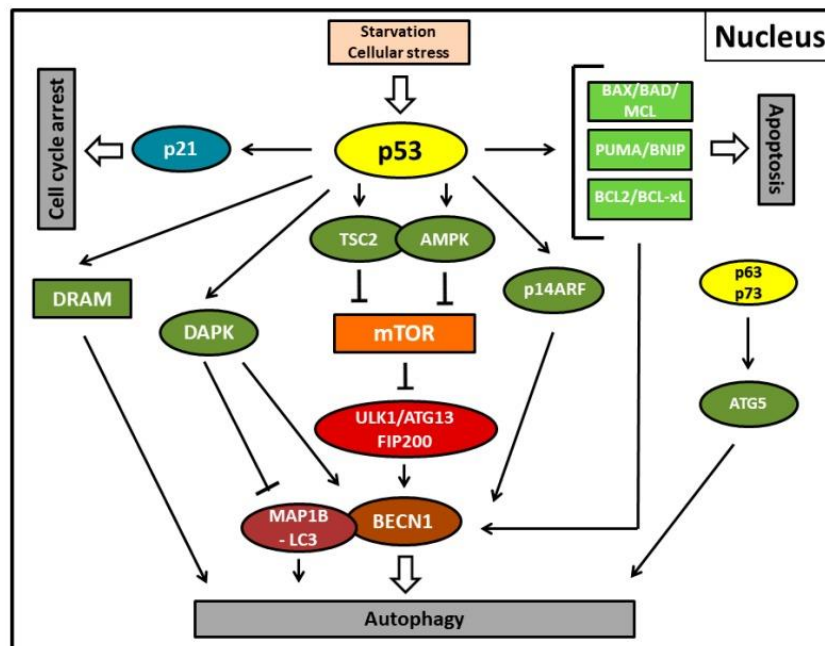 Starvation
Cellular stress
Nucleus
BAX/BAD/
MCL
Cell cycle arrest
p21
p53
PUMA/BNIP
Apoptosis
BCL2/BCL-xL
TSC2
AMPK
p63
p73
DRAM
p14ARF
DAPK
mTOR
ATG5
ULK1/ATG13
FIP200
MAP1B
- LC3
BECN1
Autophagy